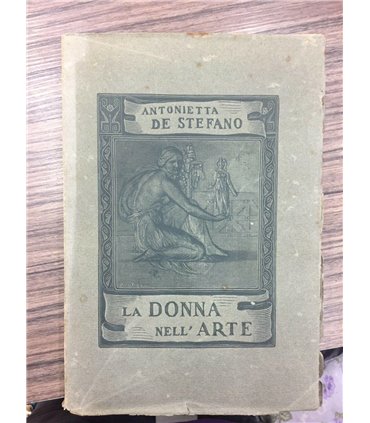 ANTONIETTA
DE STEFANO
LA DONNA
NELL'ARTE